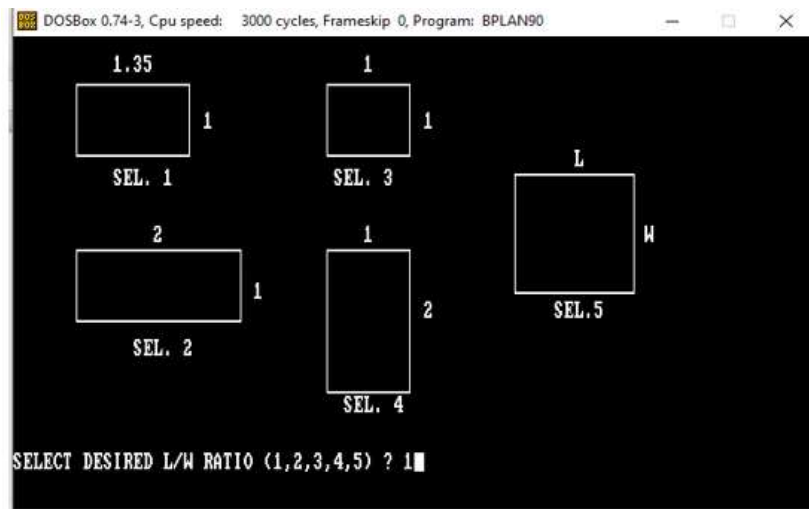 DOS
BOX
DOSBox 0.74-3, Cpu speed: 3000 cycles, Frameskip 0, Program: BPLAN90
1.35
1
SEL. 1
1
1
SEL. 3
L
W
SEL.5
2
1
SEL. 2
1
2
SEL. 4
SELECT DESIRED L/W RATIO (1,2,3,4,5) ? 1